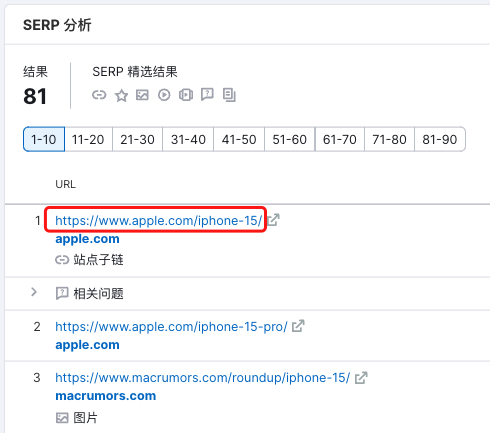 SERP 分析
结果
81
SERP 精选结果
1-10 11-20 21-30 31-40 41-50 51-60 61-70 71-80 81-90
URL
1 https://www.apple.com/iphone-15/
apple.com
站点子链
相关问题
2 https://www.apple.com/iphone-15-pro/
apple.com
3 https://www.macrumors.com/roundup/iphone-15/
macrumors.com
图片